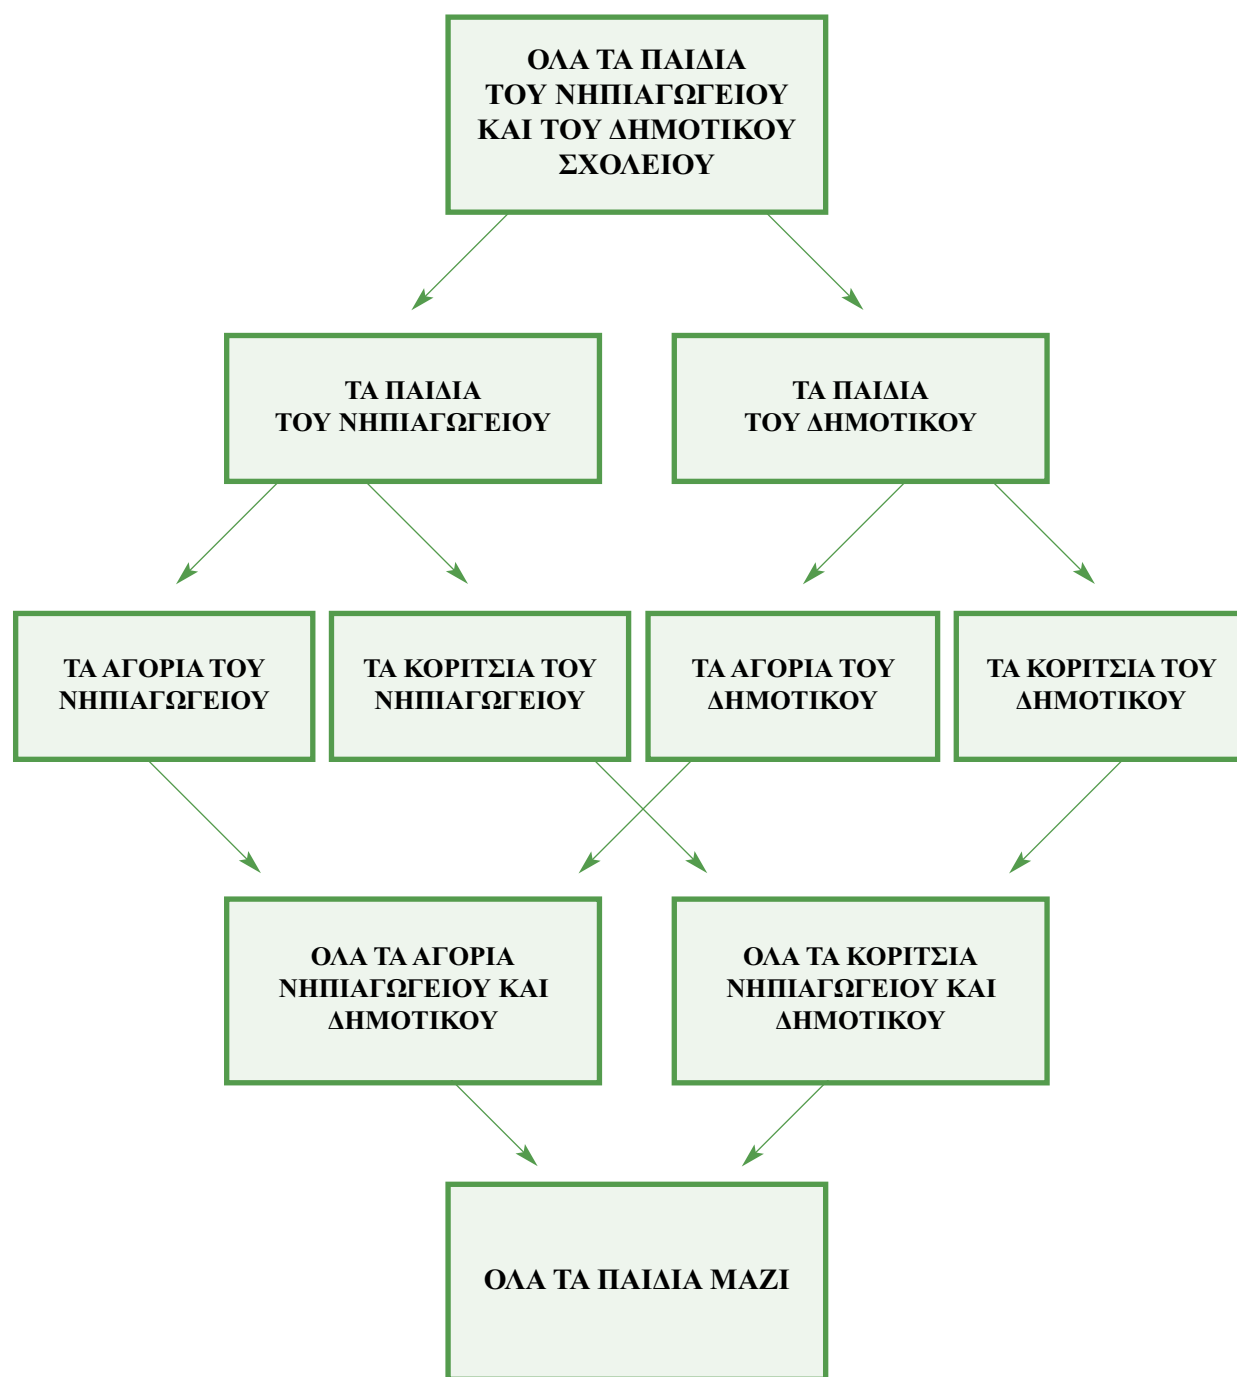 ΟΛΑ ΤΑ ΠΑΙΔΙΑ
ΤΟΥ ΝΗΠΙΑΓΩΓΕΙΟΥ
ΚΑΙ ΤΟΥ ΔΗΜΟΤΙΚΟΥ
ΣΧΟΛΕΙΟΥ
ΤΑ ΠΑΙΔΙΑ
ΤΟΥ ΝΗΠΙΑΓΩΓΕΙΟΥ
ΤΑ ΠΑΙΔΙΑ
ΤΟΥ ΔΗΜΟΤΙΚΟΥ
ΤΑ ΑΓΟΡΙΑ ΤΟΥ
ΝΗΠΙΑΓΩΓΕΙΟΥ
ΤΑ ΚΟΡΙΤΣΙΑ ΤΟΥ
ΝΗΠΙΑΓΩΓΕΙΟΥ
ΤΑ ΑΓΟΡΙΑ ΤΟΥ
ΔΗΜΟΤΙΚΟΥ
ΤΑ ΚΟΡΙΤΣΙΑ ΤΟΥ
ΔΗΜΟΤΙΚΟΥ
ΟΛΑ ΤΑ ΑΓΟΡΙΑ
ΝΗΠΙΑΓΩΓΕΙΟΥ ΚΑΙ
ΔΗΜΟΤΙΚΟΥ
ΟΛΑ ΤΑ ΚΟΡΙΤΣΙΑ
ΝΗΠΙΑΓΩΓΕΙΟΥ ΚΑΙ
ΔΗΜΟΤΙΚΟΥ
ΟΛΑ ΤΑ ΠΑΙΔΙΑ ΜΑΖΙ